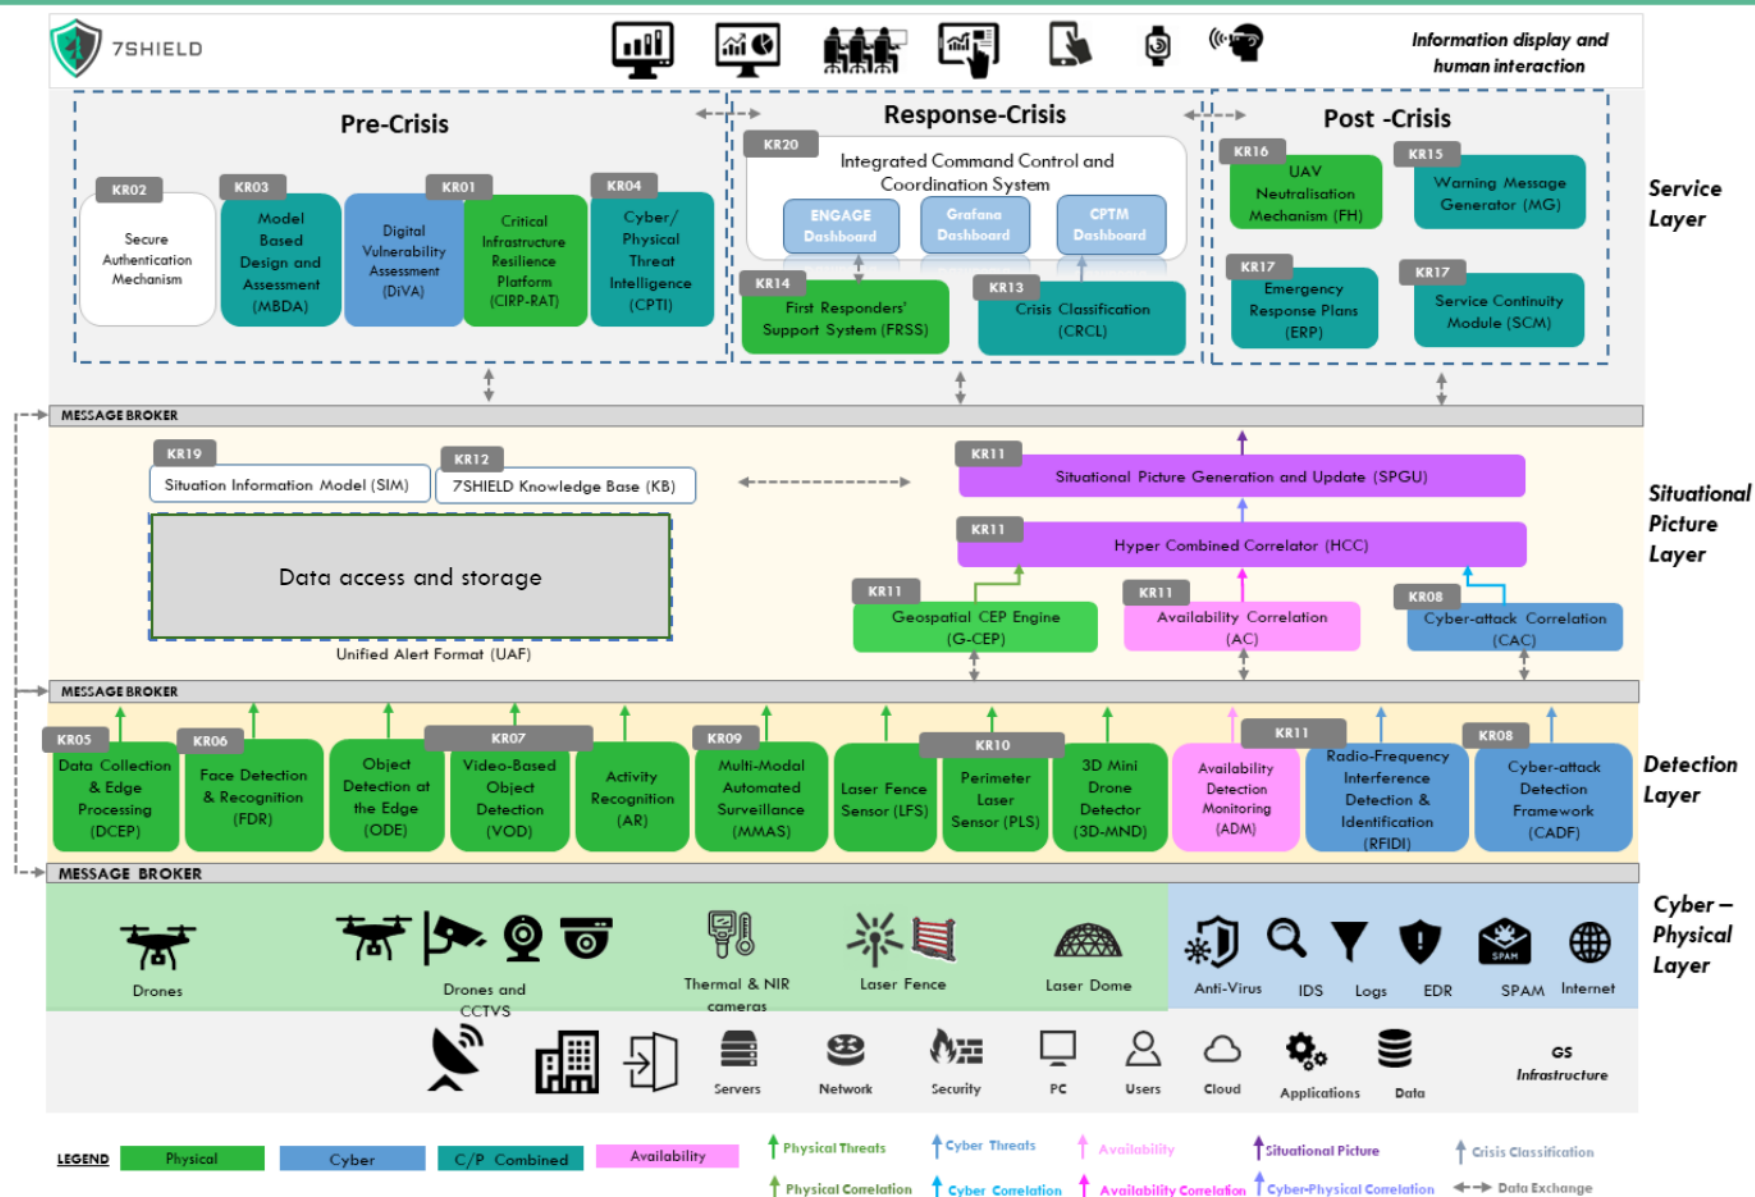 7SHIELD
Information display and
human interaction
Pre-Crisis
Response-Crisis
Post -Crisis
Service
Layer
KR02
Secure
Authentication
Mechanism
KR03
Model
Based
Design and
Assessment
(MBDA)
KR01
Digital
Vulnerability
Assessment
(DiVA)
Critical
Infrastructure
Resilience
Platform
(CIRP-RAT)
KR04
Cyber/
Physical
Threat
Intelligence
(CPTI)
KR20
Integrated Command Control and
Coordination System
ENGAGE
Dashboard
Grafana
Dashboard
CPTM
Dashboard
KR14
First Responders'
Support System (FRSS)
KR13
Crisis Classification
(CRCL)
KR16
UAV
Neutralisation
Mechanism (FH)
KR15
Warning Message
Generator (MG)
KR17
Emergency
Response Plans
(ERP)
KR17
Service Continuity
Module (SCM)
MESSAGE BROKER
KR19
Situation Information Model (SIM)
KR12
7SHIELD Knowledge Base (KB)
Data access and storage
Unified Alert Format (UAF)
KR11
Situational Picture Generation and Update (SPGU)
KR11
Hyper Combined Correlator (HCC)
KR11
Geospatial CEP Engine
(G-CEP)
KR11
Availability Correlation
(AC)
KR08
Cyber-attack Correlation
(CAC)
Situational
Picture
Layer
MESSAGE BROKER
KR05
Data Collection
& Edge
Processing
(DCEP)
KR06
Face Detection
& Recognition
(FDR)
Object
Detection at
the Edge
(ODE)
KR07
Video-Based
Object
Detection
(VOD)
Activity
Recognition
(AR)
KR09
Multi-Modal
Automated
Surveillance
(MMAS)
Laser Fence
Sensor (LFS)
KR10
Perimeter
Laser
Sensor (PLS)
3D Mini
Drone
Detector
(3D-MND)
Availability
Detection
Monitoring
(ADM)
KR11
Radio-Frequency
Interference
Detection &
Identification
(RFIDI)
KR08
Cyber-attack
Detection
Framework
(CADF)
Detection
Layer
MESSAGE BROKER
Drones
Drones and
CCTVS
Thermal & NIR
cameras
Laser Fence
Laser Dome
Anti-Virus
IDS
Logs
EDR
SPAM
SPAM
Internet
Cyber –
Physical
Layer
Servers
Network
Security
PC
Users
Cloud
Applications
Data
GS
Infrastructure
LEGEND
Physical
Cyber
C/P Combined
Availability
Physical Threats
Cyber Threats
Availability
Situational Picture
Crisis Classification
Physical Correlation
Cyber Correlation
Availability Correlation
Cyber-Physical Correlation
Data Exchange